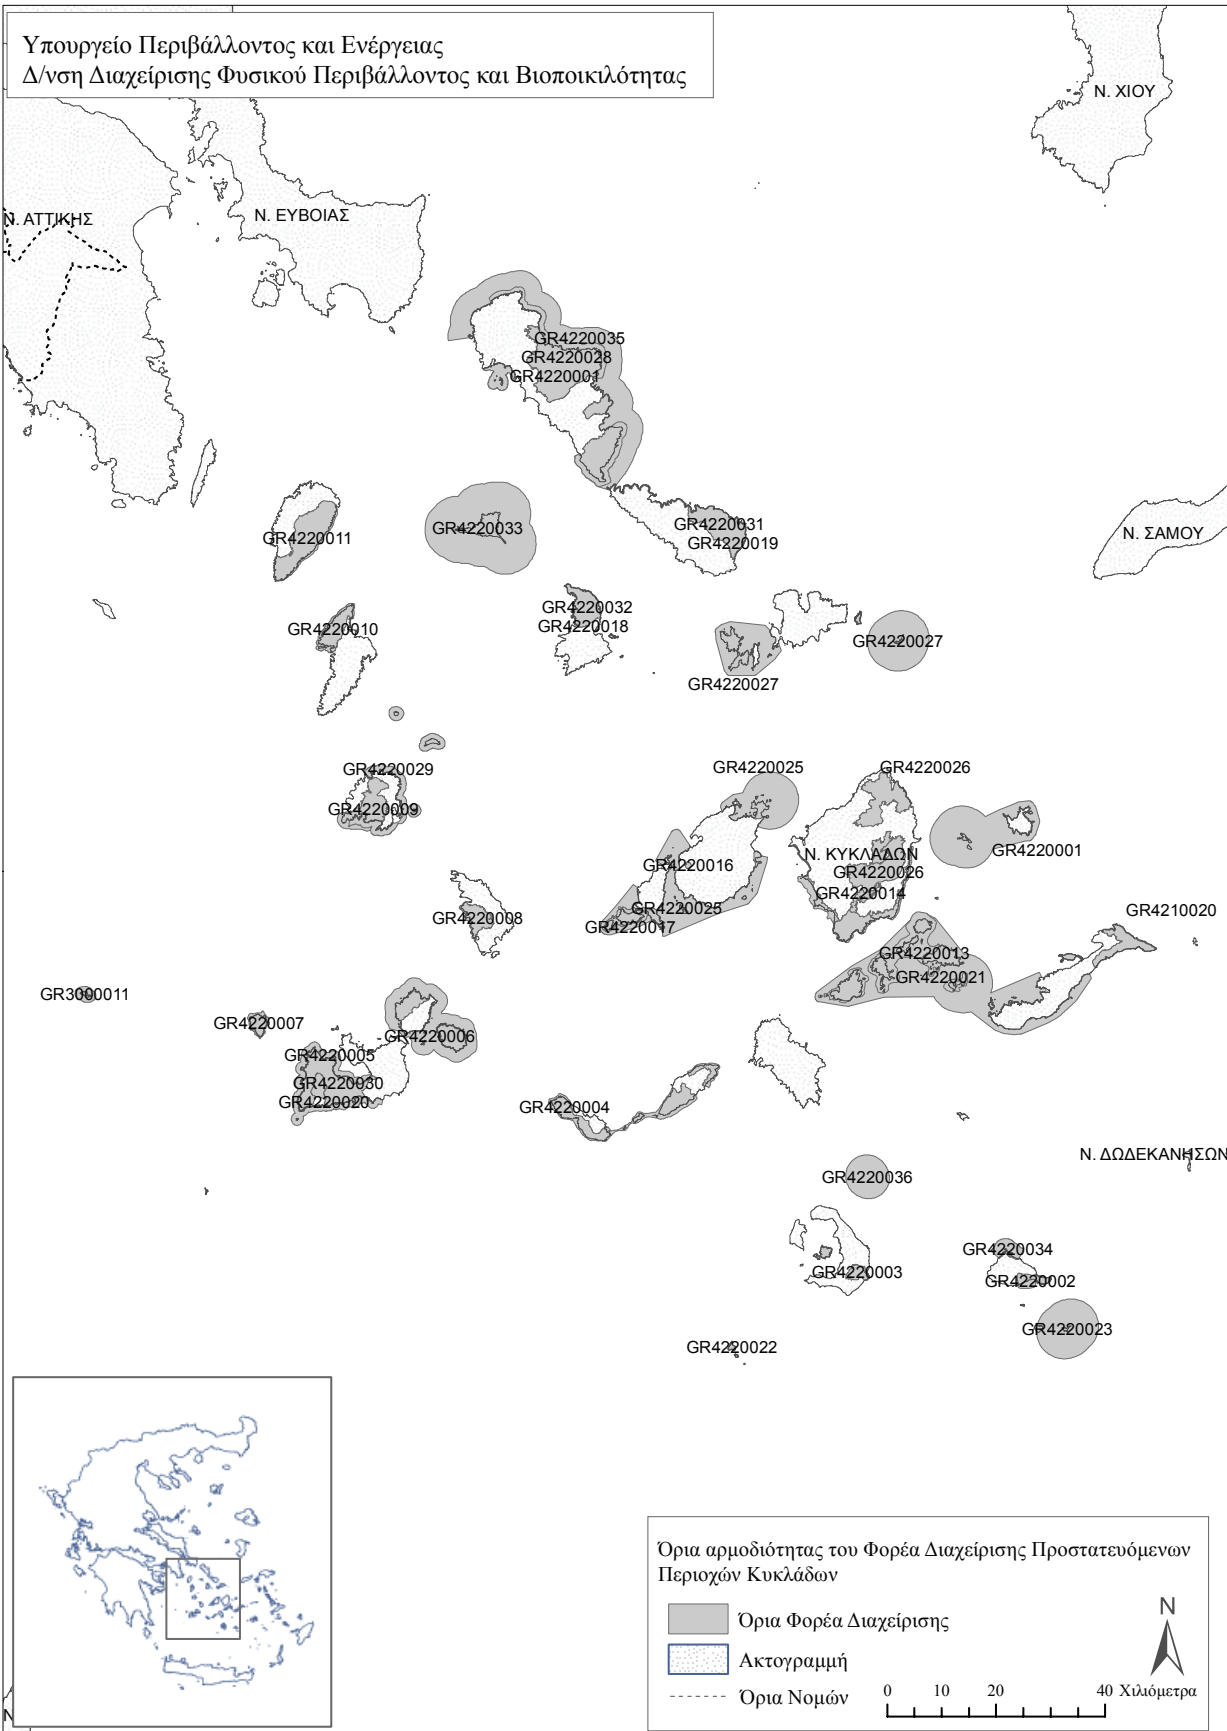 Υπουργείο Περιβάλλοντος και Ενέργειας
Δ/νση Διαχείρισης Φυσικού Περιβάλλοντος και Βιοποικιλότητας
Ν. ΧΙΟΥ
Ν. ΑΤΤΙΚΗΣ
Ν. ΕΥΒΟΙΑΣ
GR4220035
GR4220028
GR4220001
GR4220033
GR4220031
GR4220011
GR4220019
Ν. ΣΑΜΟΥ
GR4220032
GR4220018
GR4220010
GR4220027
GR4220027
GR4220029
GR4220025
GR4220026
GR4220009
Ν. ΚΥΚΛΑΔΩΝ
GR4220001
GR4220016
GR4220026
GR4220014
GR4220025
GR4220008
GR4220017
GR4210020
GR4220013
GR4220021
GR3000011
GR4220007
GR4220006
GR4220005
GR4220030
GR4220020
GR4220004
Ν. ΔΩΔΕΚΑΝΗΣΩΝ
GR4220036
GR4220034
GR4220003
GR4220002
GR4220023
GR4220022
Όρια αρμοδιότητας του Φορέα Διαχείρισης Προστατευόμενων
Περιοχών Κυκλάδων
Όρια Φορέα Διαχείρισης
Ακτογραμμή
Όρια Νομών
N
0 10 20 40 Χιλιόμετρα